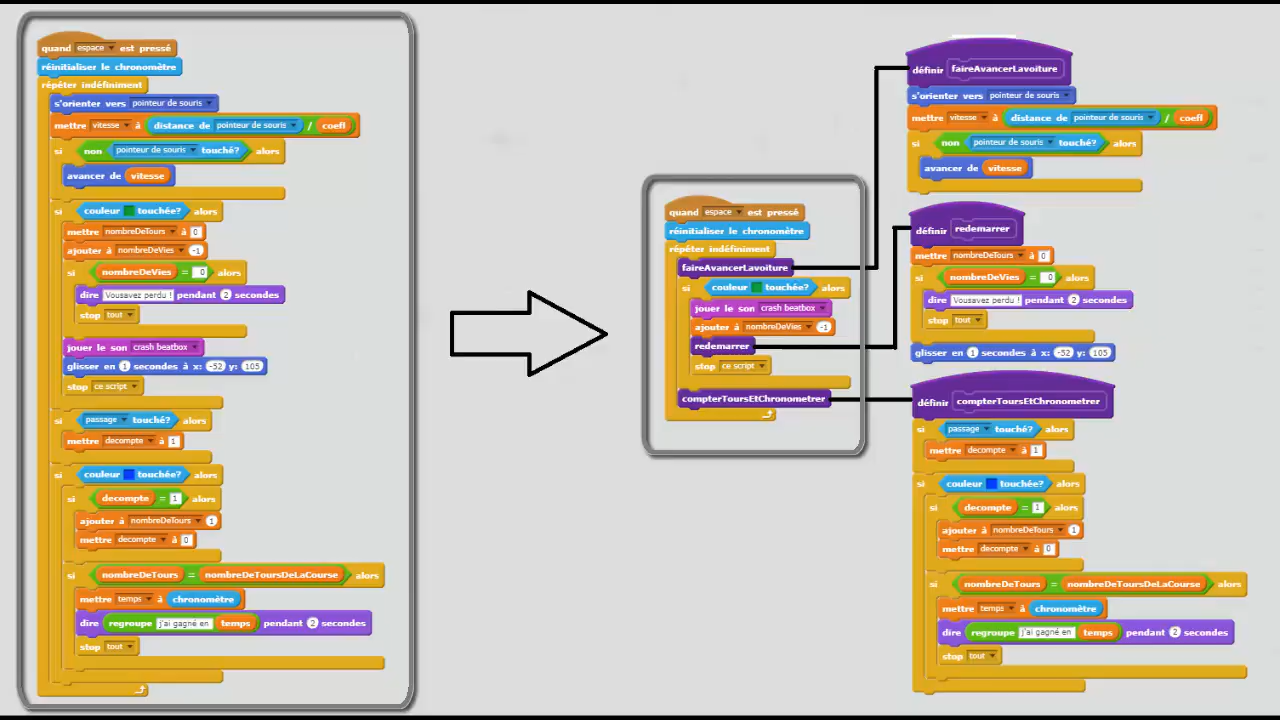 quand espace est pressé
réinitialiser le chronomètre
répéter indéfiniment
s'orienter vers pointeur de souris
mettre vitesse à distance de pointeur de souris / coefl
si non pointeur de souris touché? alors
avancer de vitesse
si couleur touchée? alors
mettre nombreDeTours à 0
ajouter à nombreDeVies -1
si nombreDeVies = 0 alors
dire Vousavez perdu ! pendant 2 secondes
stop tout
jouer le son crash beatbox
glisser en 1 secondes à x: -52 y: 105
stop ce script
si passage touché? alors
mettre decompte à 1
si couleur touchée? alors
si decompte = 1 alors
ajouter à nombreDeTours 1
mettre decompte à 0
si nombreDeTours = nombreDeToursDeLaCourse alors
mettre temps à chronomètre
dire regroupe j'ai gagné en temps pendant 2 secondes
stop tout
quand espace est pressé
réinitialiser le chronomètre
répéter indéfiniment
faireAvancerLavoiture
si couleur touchée? alors
jouer le son crash beatbox
ajouter à nombreDeVies -1
redemarrer
stop ce script
compterToursEtChronometrer
définir faireAvancerLavoiture
s'orienter vers pointeur de souris
mettre vitesse à distance de pointeur de souris / coefl
si non pointeur de souris touché? alors
avancer de vitesse
définir redemarrer
mettre nombreDeTours à 0
si nombreDeVies = 0 alors
dire Vousavez perdu ! pendant 2 secondes
stop tout
glisser en 1 secondes à x: -52 y: 105
définir compterToursEtChronometrer
si passage touché? alors
mettre decompte à 1
si couleur touchée? alors
si decompte = 1 alors
ajouter à nombreDeTours 1
mettre decompte à 0
si nombreDeTours = nombreDeToursDeLaCourse alors
mettre temps à chronomètre
dire regroupe j'ai gagné en temps pendant 2 secondes
stop tout